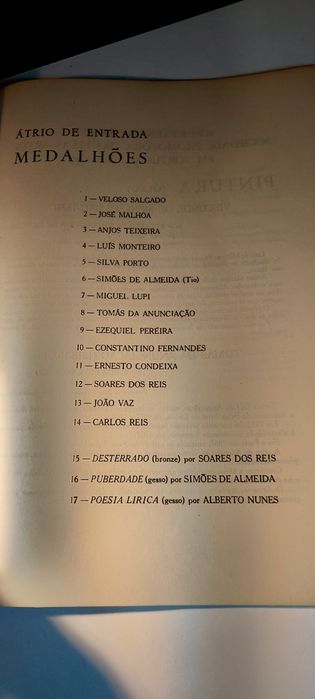 ÁTRIO DE ENTRADA
MEDALHÕES
1 — VELOSO SALGADO
2 — JOSÉ MALHOA
3 — ANJOS TEIXEIRA
4 — LUÍS MONTEIRO
5 — SILVA PORTO
6 — SIMÕES DE ALMEIDA (Tio)
7 — MIGUEL LUPI
8 — TOMÁS DA ANUNCIAÇÃO
9 — EZEQUIEL PEREIRA
10 — CONSTANTINO FERNANDES
11 — ERNESTO CONDEIXA
12 — SOARES DOS REIS
13 — JOÃO VAZ
14 — CARLOS REIS
15 — DESTERRADO (bronze) por SOARES DOS REIS
16 — PUBERDADE (gesso) por SIMÕES DE ALMEIDA
17 — POESIA LIRICA (gesso) por ALBERTO NUNES